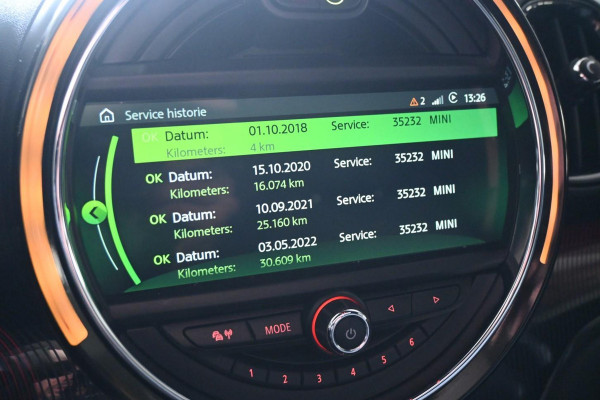 Service historie
2
13:26
OK Datum: 01.10.2018 Service: 35232 MINI
Kilometers: 4 km
OK Datum: 15.10.2020 Service: 35232 MINI
Kilometers: 16.074 km
OK Datum: 10.09.2021 Service: 35232 MINI
Kilometers: 25.160 km
OK Datum: 03.05.2022 Service: 35232 MINI
Kilometers: 30.609 km
MODE
1 2 3 4 5 6